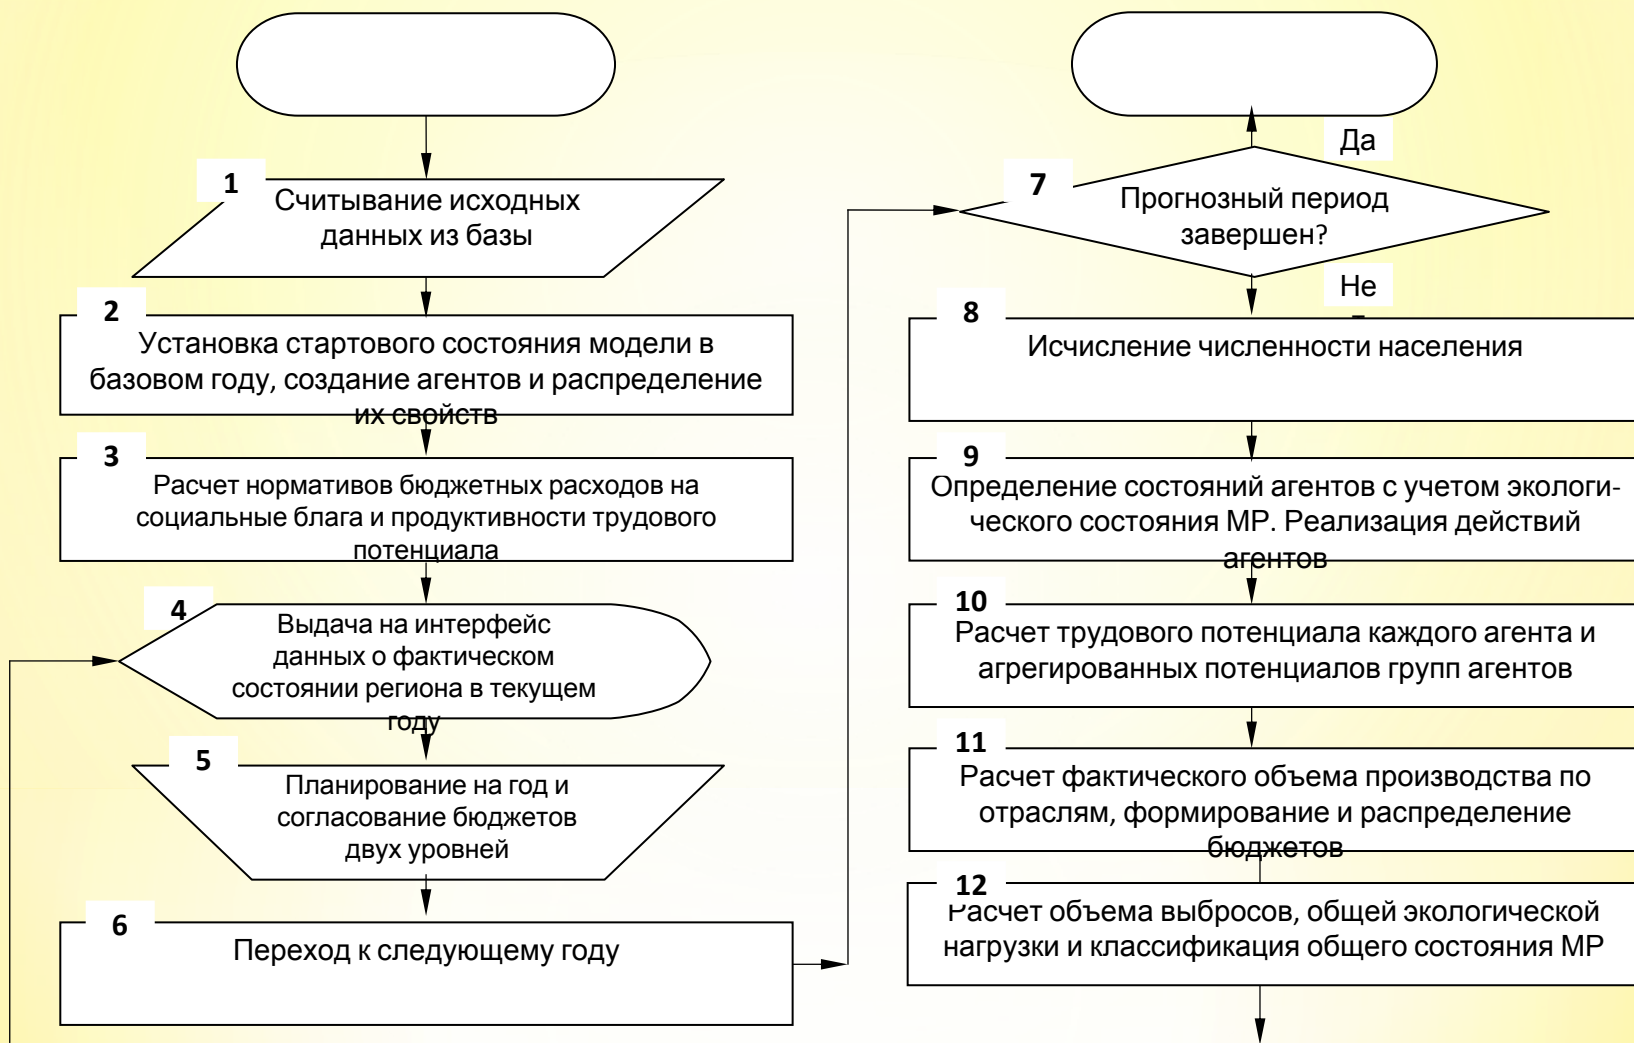 1
Считывание исходных
данных из базы
2
Установка стартового состояния модели в
базовом году, создание агентов и распределение
их свойств
3
Расчет нормативов бюджетных расходов на
социальные блага и продуктивности трудового
потенциала
4
Выдача на интерфейс
данных о фактическом
состоянии региона в текущем
году
5
Планирование на год и
согласование бюджетов
двух уровней
6
Переход к следующему году
Да
7
Прогнозный период
завершен?
Не
8
Исчисление численности населения
9
Определение состояний агентов с учетом экологи-
ческого состояния МР. Реализация действий
агентов
10
Расчет трудового потенциала каждого агента и
агрегированных потенциалов групп агентов
11
Расчет фактического объема производства по
отраслям, формирование и распределение
бюджетов
12
Расчет объема выбросов, общей экологической
нагрузки и классификация общего состояния МР